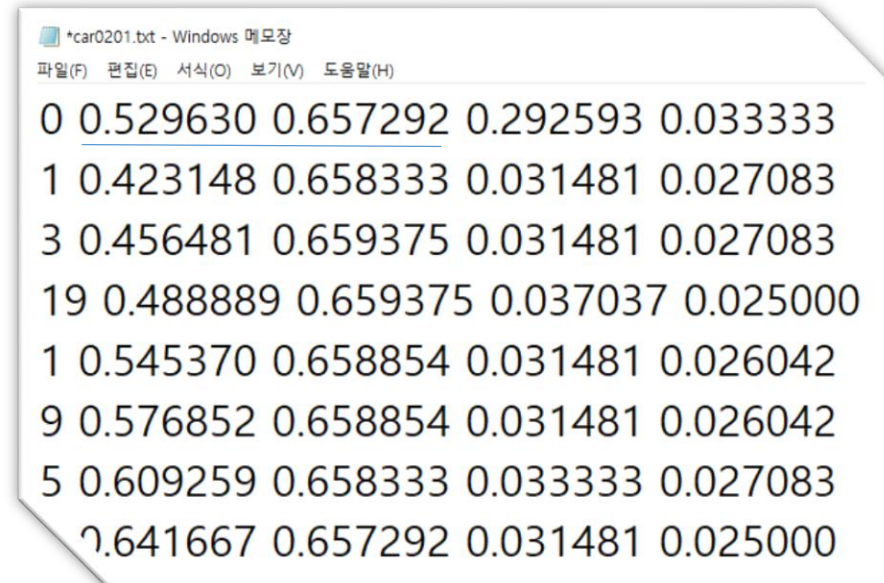 *car0201.txt - Windows 메모장
파일(F) 편집(E) 서식(O) 보기(V) 도움말(H)
0 0.529630 0.657292 0.292593 0.033333
1 0.423148 0.658333 0.031481 0.027083
3 0.456481 0.659375 0.031481 0.027083
19 0.488889 0.659375 0.037037 0.025000
1 0.545370 0.658854 0.031481 0.026042
9 0.576852 0.658854 0.031481 0.026042
5 0.609259 0.658333 0.033333 0.027083
0.641667 0.657292 0.031481 0.025000